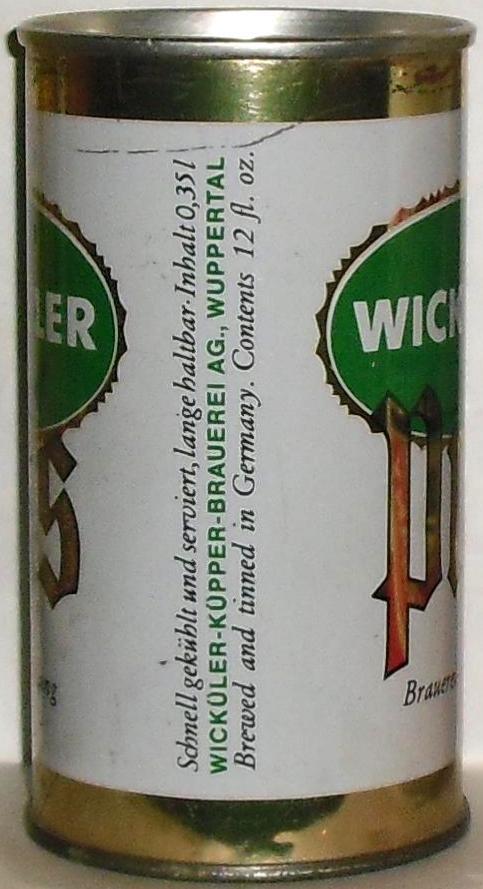 LER
Schnell gekühlt und serviert, lange haltbar·Inhalt 0,35 l
WICKÜLER-KÜPPER-BRAUEREI AG., WUPPERTAL
Brewed and tinned in Germany. Contents 12 fl. oz.
WICK